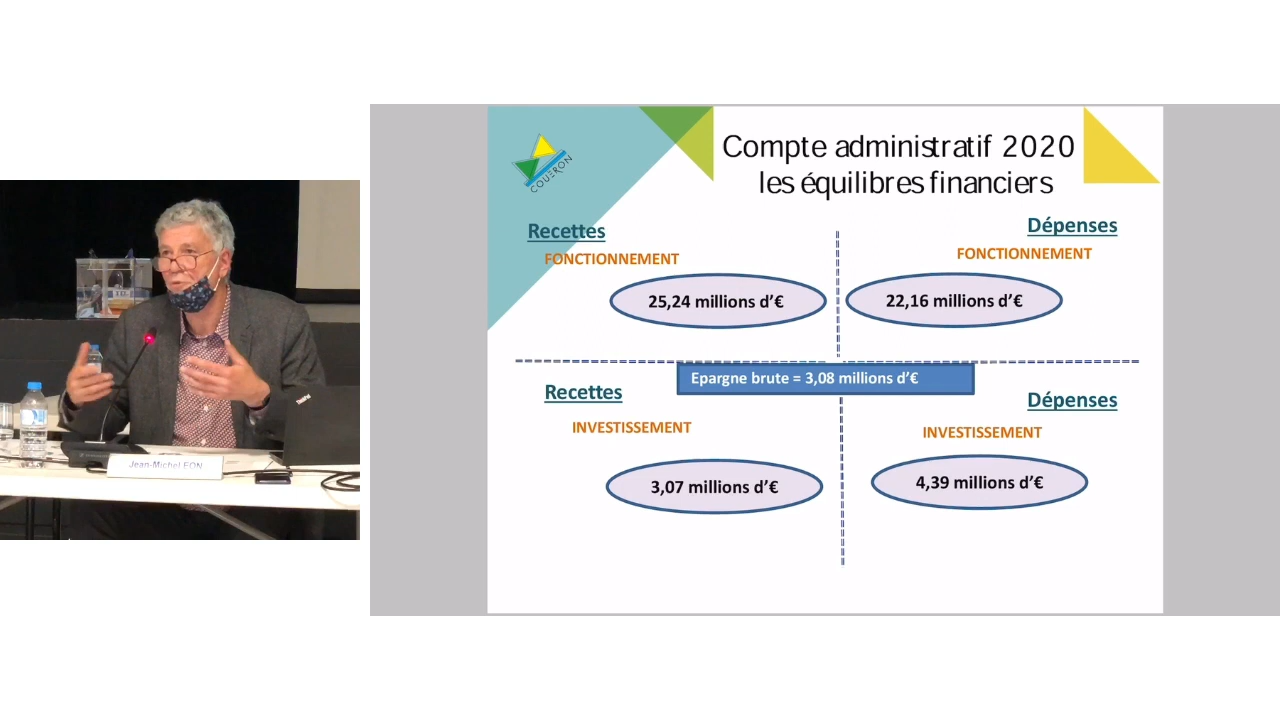 COUËRON
Compte administratif 2020
les équilibres financiers
Recettes
FONCTIONNEMENT
25,24 millions d’€
Dépenses
FONCTIONNEMENT
22,16 millions d’€
Epargne brute = 3,08 millions d’€
Recettes
INVESTISSEMENT
3,07 millions d’€
Dépenses
INVESTISSEMENT
4,39 millions d’€
Jean-Michel EON
ThinkPad